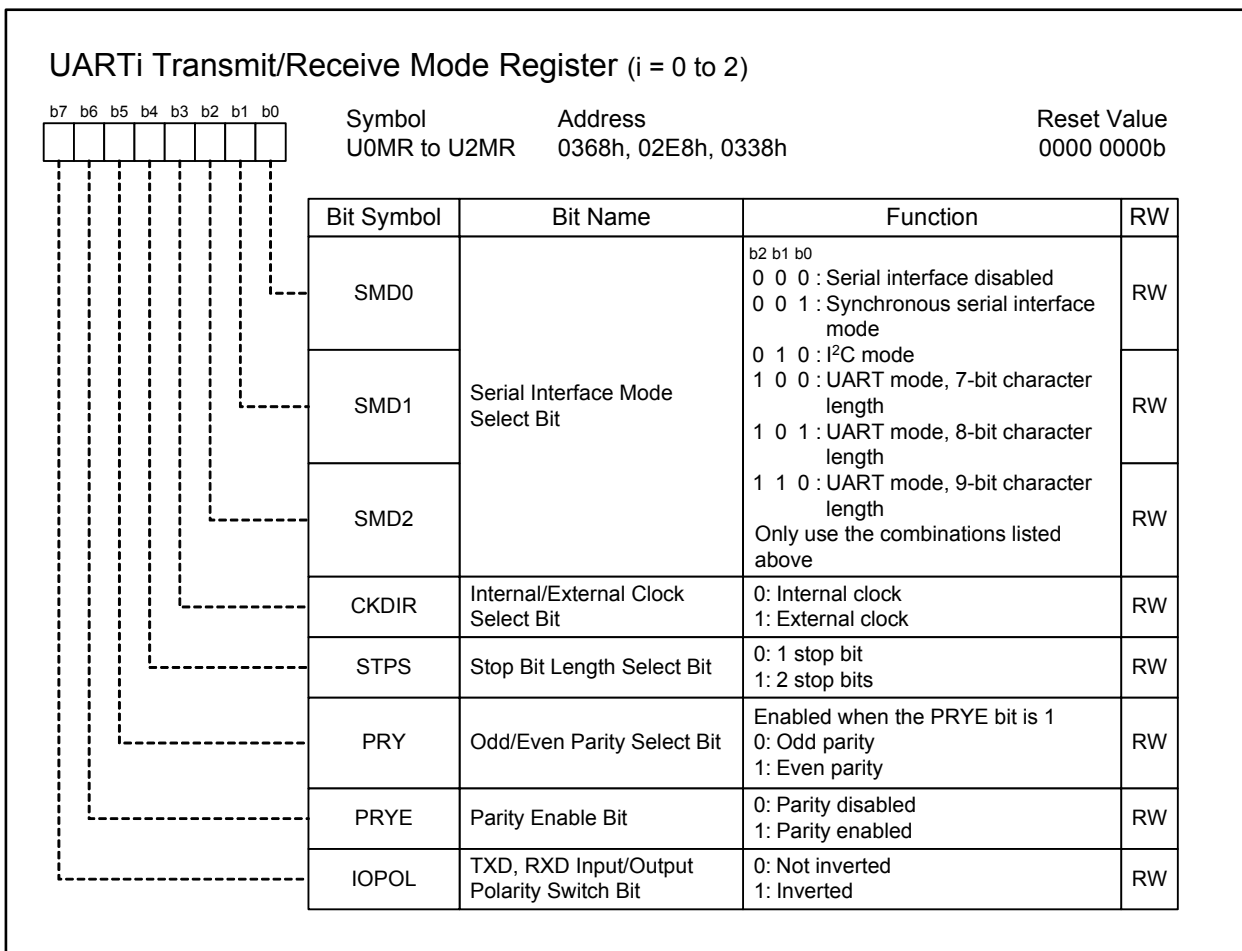 UARTi Transmit/Receive Mode Register (i = 0 to 2)
b7 b6 b5 b4 b3 b2 b1 b0
Symbol Address Reset Value
U0MR to U2MR 0368h, 02E8h, 0338h 0000 0000b
Bit Symbol Bit Name Function RW
SMD0
SMD1
SMD2
Serial Interface Mode
Select Bit
b2 b1 b0
0 0 0 : Serial interface disabled
0 0 1 : Synchronous serial interface
mode
0 1 0 : I²C mode
1 0 0 : UART mode, 7-bit character
length
1 0 1 : UART mode, 8-bit character
length
1 1 0 : UART mode, 9-bit character
length
Only use the combinations listed
above
RW
RW
RW
CKDIR
Internal/External Clock
Select Bit
0: Internal clock
1: External clock
RW
STPS
Stop Bit Length Select Bit
0: 1 stop bit
1: 2 stop bits
RW
PRY
Odd/Even Parity Select Bit
Enabled when the PRYE bit is 1
0: Odd parity
1: Even parity
RW
PRYE
Parity Enable Bit
0: Parity disabled
1: Parity enabled
RW
IOPOL
TXD, RXD Input/Output
Polarity Switch Bit
0: Not inverted
1: Inverted
RW